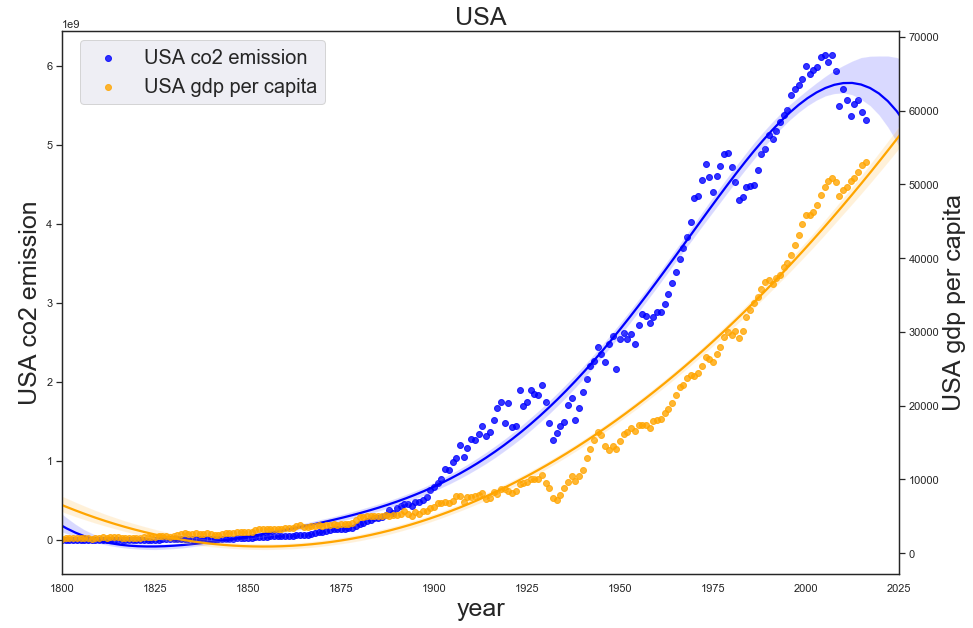 USA
1e9
USA co2 emission
USA gdp per capita
6
5
4
3
2
1
0
USA co2 emission
70000
60000
50000
40000
30000
20000
10000
0
USA gdp per capita
1800 1825 1850 1875 1900 1925 1950 1975 2000 2025
year